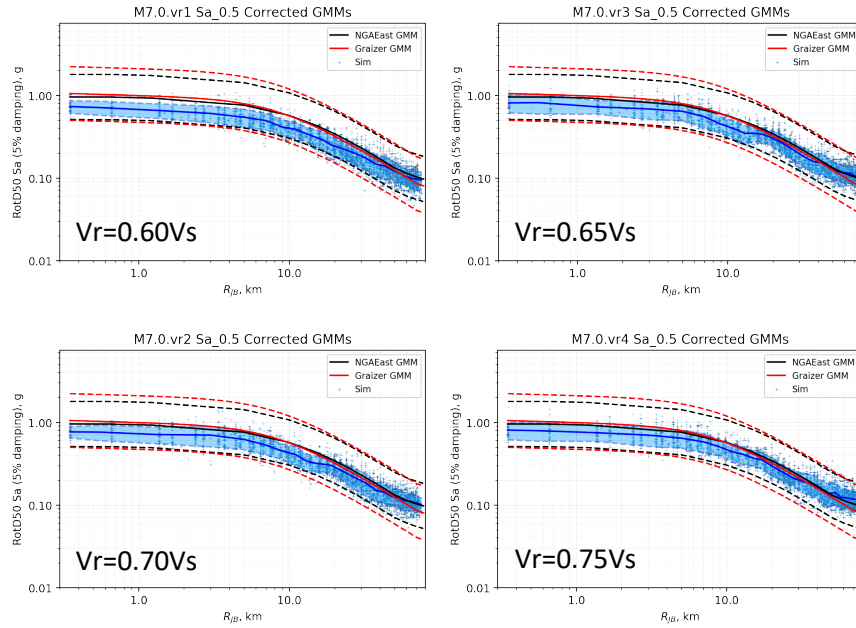 M7.0.vr1 Sa_0.5 Corrected GMMs
NGAEast GMM
Graizer GMM
Sim
RotD50 Sa (5% damping), g
1.00
0.10
0.01
Vr=0.60Vs
1.0
10.0
R_JB, km
M7.0.vr3 Sa_0.5 Corrected GMMs
NGAEast GMM
Graizer GMM
Sim
RotD50 Sa (5% damping), g
1.00
0.10
0.01
Vr=0.65Vs
1.0
10.0
R_JB, km
M7.0.vr2 Sa_0.5 Corrected GMMs
NGAEast GMM
Graizer GMM
Sim
RotD50 Sa (5% damping), g
1.00
0.10
0.01
Vr=0.70Vs
1.0
10.0
R_JB, km
M7.0.vr4 Sa_0.5 Corrected GMMs
NGAEast GMM
Graizer GMM
Sim
RotD50 Sa (5% damping), g
1.00
0.10
0.01
Vr=0.75Vs
1.0
10.0
R_JB, km